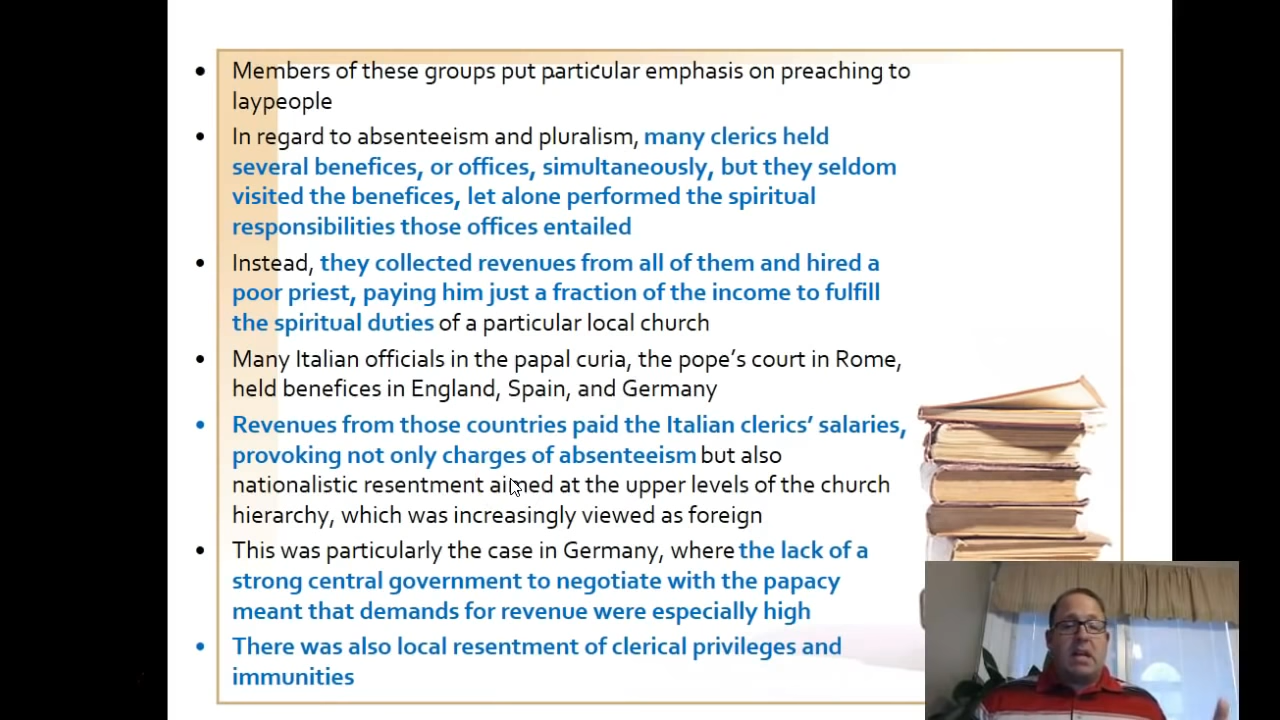 • Members of these groups put particular emphasis on preaching to
laypeople
• In regard to absenteeism and pluralism, many clerics held
several benefices, or offices, simultaneously, but they seldom
visited the benefices, let alone performed the spiritual
responsibilities those offices entailed
• Instead, they collected revenues from all of them and hired a
poor priest, paying him just a fraction of the income to fulfill
the spiritual duties of a particular local church
• Many Italian officials in the papal curia, the pope’s court in Rome,
held benefices in England, Spain, and Germany
• Revenues from those countries paid the Italian clerics’ salaries,
provoking not only charges of absenteeism but also
nationalistic resentment aimed at the upper levels of the church
hierarchy, which was increasingly viewed as foreign
• This was particularly the case in Germany, where the lack of a
strong central government to negotiate with the papacy
meant that demands for revenue were especially high
• There was also local resentment of clerical privileges and
immunities